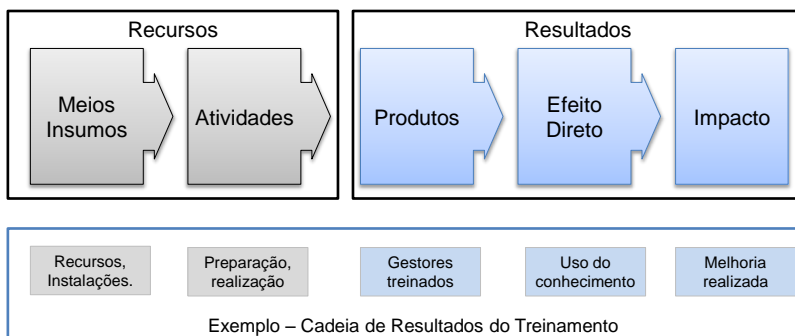 Recursos
Resultados
Meios
Insumos
Atividades
Produtos
Efeito
Direto
Impacto
Recursos,
Instalações.
Preparação,
realização
Gestores
treinados
Uso do
conhecimento
Melhoria
realizada
Exemplo – Cadeia de Resultados do Treinamento